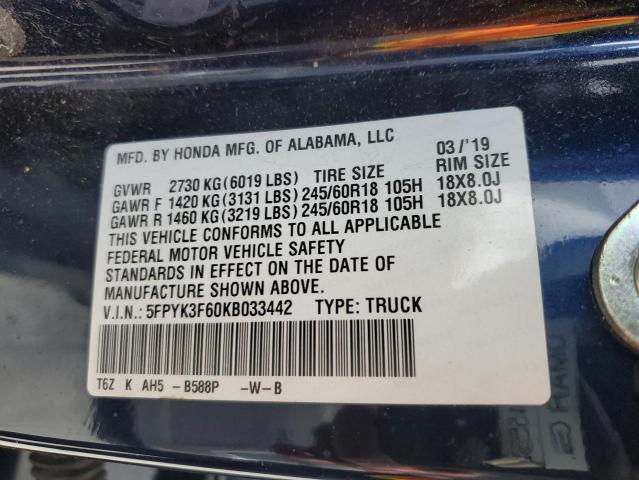 MFD. BY HONDA MFG. OF ALABAMA, LLC 03/'19
GVWR 2730 KG(6019 LBS) TIRE SIZE RIM SIZE
GAWR F 1420 KG(3131 LBS) 245/60R18 105H 18X8.0J
GAWR R 1460 KG(3219 LBS) 245/60R18 105H 18X8.0J
THIS VEHICLE CONFORMS TO ALL APPLICABLE
FEDERAL MOTOR VEHICLE SAFETY
STANDARDS IN EFFECT ON THE DATE OF
MANUFACTURE SHOWN ABOVE.
V.I.N.: 5FPYK3F60KB033442 TYPE: TRUCK
T6Z K AH5 -B588P -W-B